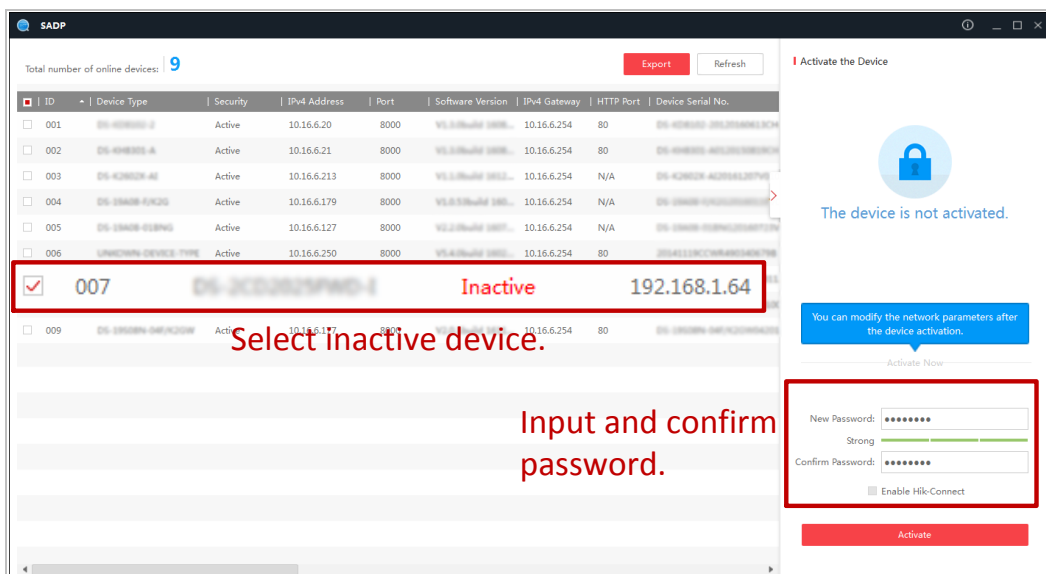 SADP
Total number of online devices: 9
Export
Refresh
ID | Device Type | Security | IPv4 Address | Port | Software Version | IPv4 Gateway | HTTP Port | Device Serial No.
001 Active 10.16.6.20 8000 10.16.6.254 80
002 Active 10.16.6.21 8000 10.16.6.254 80
003 Active 10.16.6.213 8000 10.16.6.254 N/A
004 Active 10.16.6.179 8000 10.16.6.254 N/A
005 Active 10.16.6.127 8000 10.16.6.254 N/A
006 Active 10.16.6.250 8000 10.16.6.254 80
007 Inactive 192.168.1.64
009 Active 8000 10.16.6.254 80
Select inactive device.
Input and confirm
password.
Activate the Device
The device is not activated.
You can modify the network parameters after
the device activation.
Activate Now
New Password: ●●●●●●●●
Strong
Confirm Password: ●●●●●●●●
Enable Hik-Connect
Activate